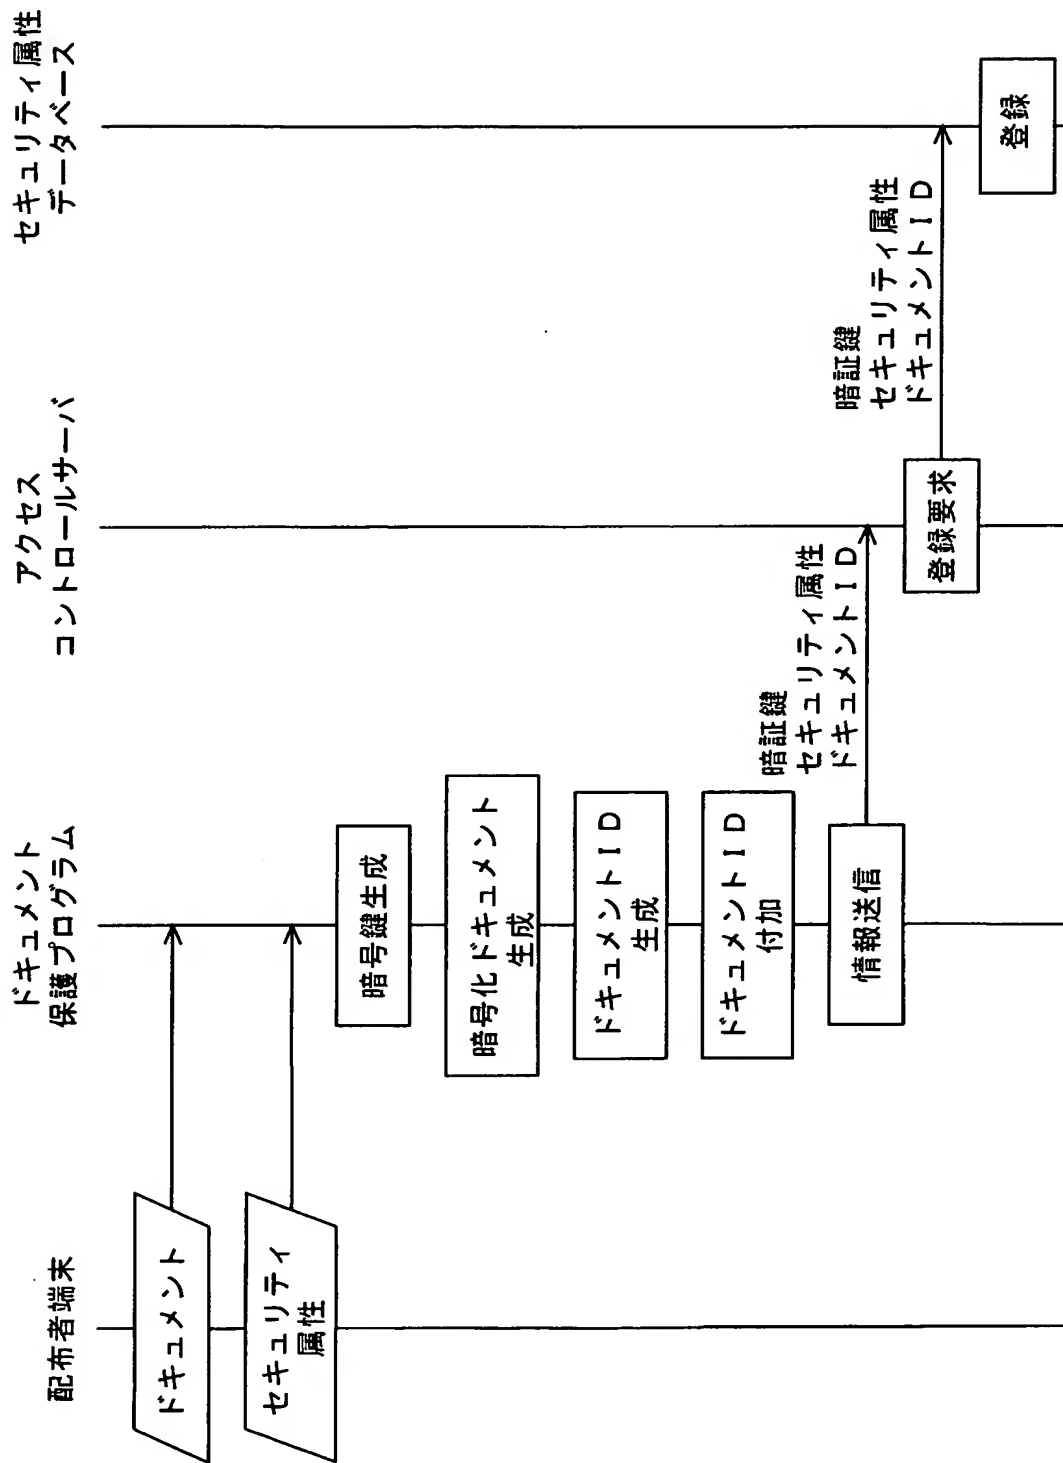 配布者端末
ドキュメント
保護プログラム
アクセス
コントロールサーバ
セキュリティ属性
データベース
ドキュメント
セキュリティ
属性
暗号鍵生成
暗号化ドキュメント
生成
ドキュメントＩＤ
生成
ドキュメントＩＤ
付加
情報送信
暗証鍵
セキュリティ属性
ドキュメントＩＤ
登録要求
暗証鍵
セキュリティ属性
ドキュメントＩＤ
登録